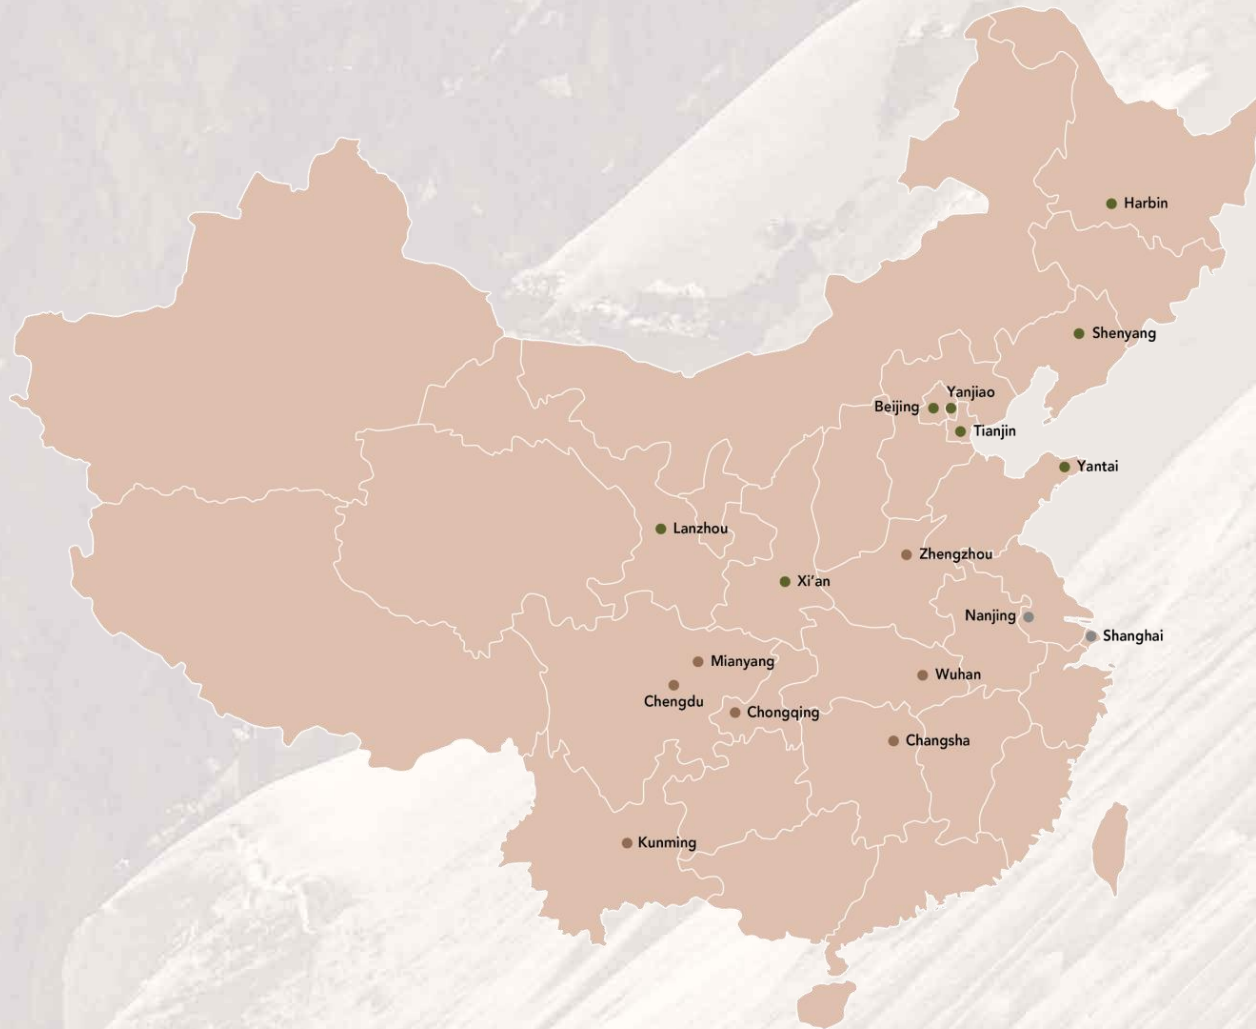 Harbin
Shenyang
Yanjiao
Beijing
Tianjin
Yantai
Lanzhou
Zhengzhou
Xi'an
Nanjing
Shanghai
Mianyang
Wuhan
Chengdu
Chongqing
Changsha
Kunming